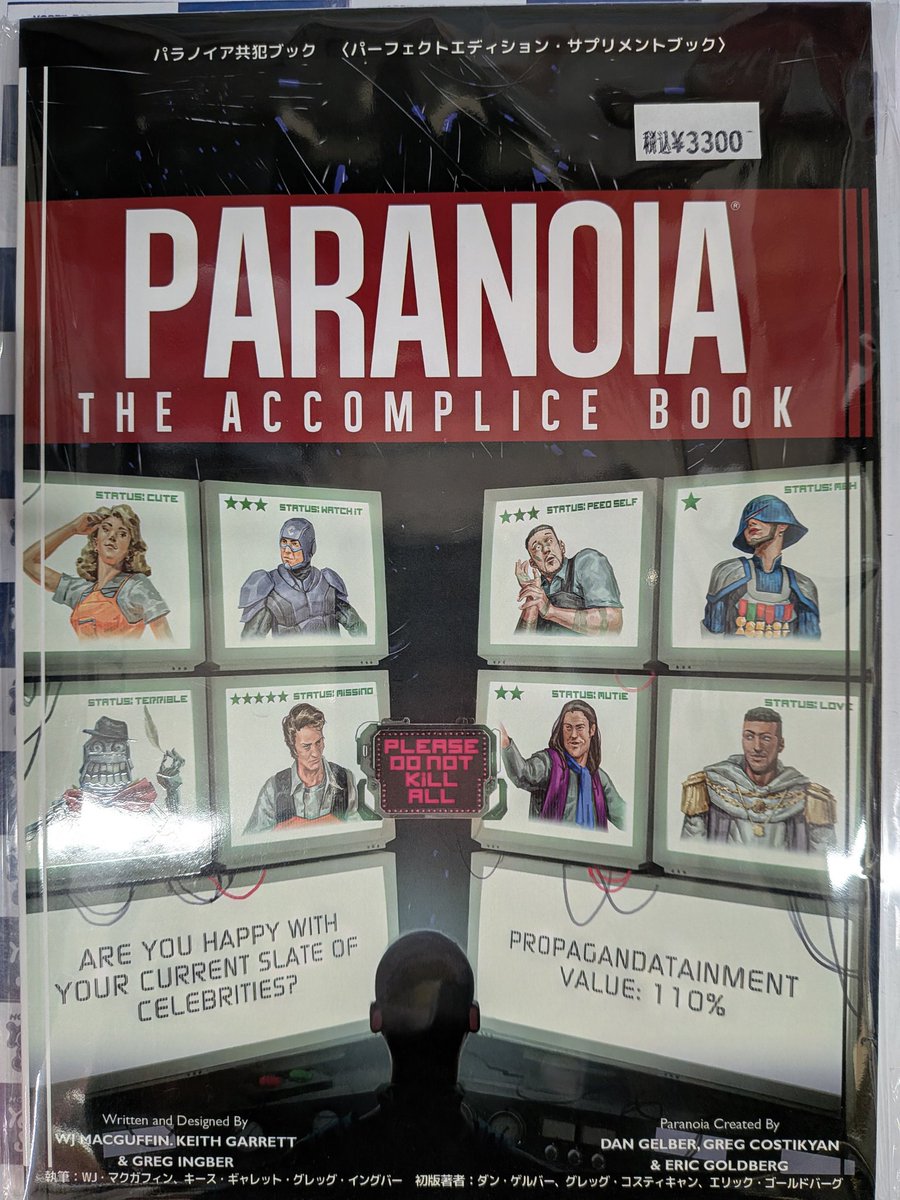 パラノイア共犯ブック 〈パーフェクトエディション・サプリメントブック〉
税込¥3300
PARANOIA®
THE ACCOMPLICE BOOK
STATUS: CUTE
STATUS: WATCH IT
STATUS: PEED SELF
STATUS: MEH
STATUS: TERRIBLE
STATUS: MISSING
STATUS: MUTIE
STATUS: LOVE
PLEASE
DO NOT
KILL
ALL
ARE YOU HAPPY WITH
YOUR CURRENT SLATE OF
CELEBRITIES?
PROPAGANDATAINMENT
VALUE: 110%
Written and Designed By
WJ MACGUFFIN, KEITH GARRETT
& GREG INGBER
Paranoia Created By
DAN GELBER, GREG COSTIKYAN
& ERIC GOLDBERG
執筆：WJ・マクガフィン、キース・ギャレット・グレッグ・イングバー 初版著者：ダン・ゲルバー、グレッグ・コスティキャン、エリック・ゴールドバーグ